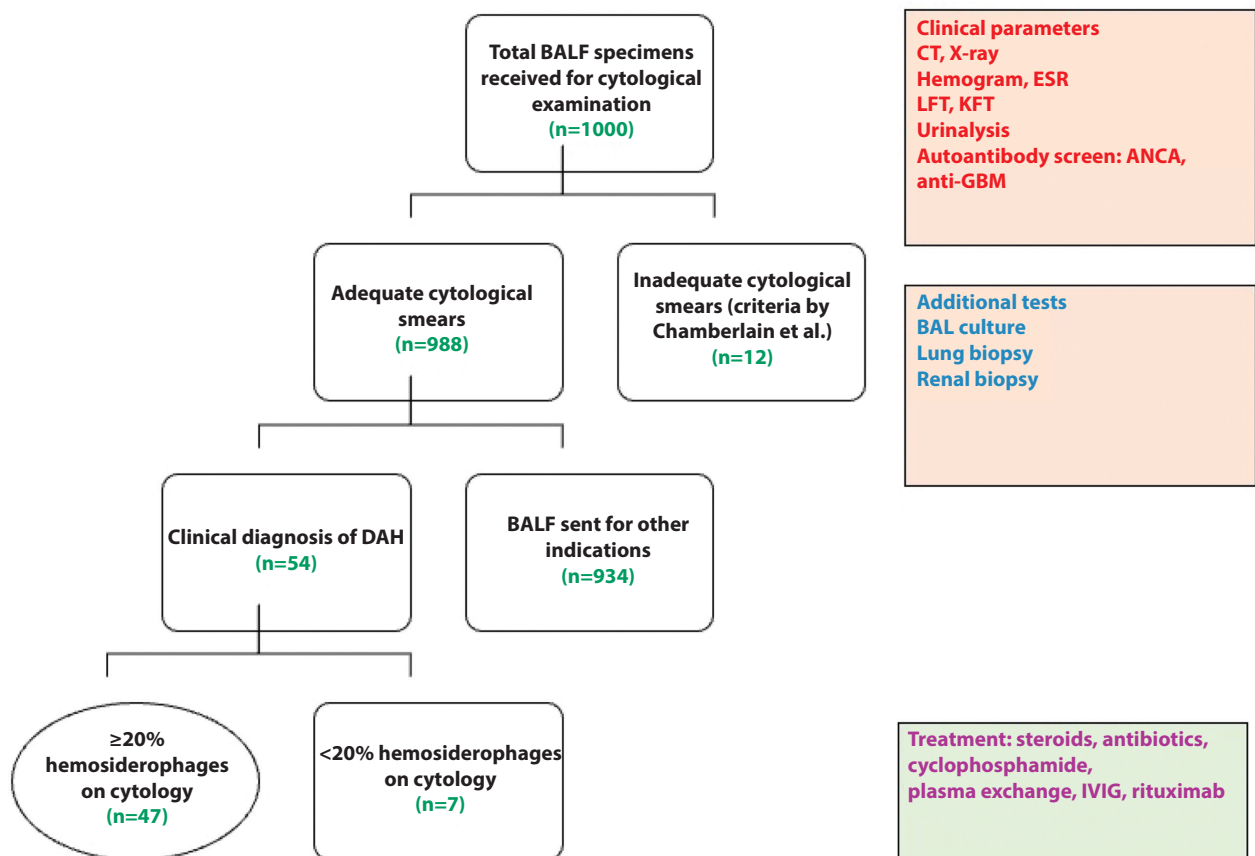 Total BALF specimens
received for cytological
examination
(n=1000)
Clinical parameters
CT, X-ray
Hemogram, ESR
LFT, KFT
Urinalysis
Autoantibody screen: ANCA,
anti-GBM
Adequate cytological
smears
(n=988)
Inadequate cytological
smears (criteria by
Chamberlain et al.)
(n=12)
Additional tests
BAL culture
Lung biopsy
Renal biopsy
Clinical diagnosis of DAH
(n=54)
BALF sent for other
indications
(n=934)
≥20%
hemosiderophages
on cytology
(n=47)
<20% hemosiderophages
on cytology
(n=7)
Treatment: steroids, antibiotics,
cyclophosphamide,
plasma exchange, IVIG, rituximab